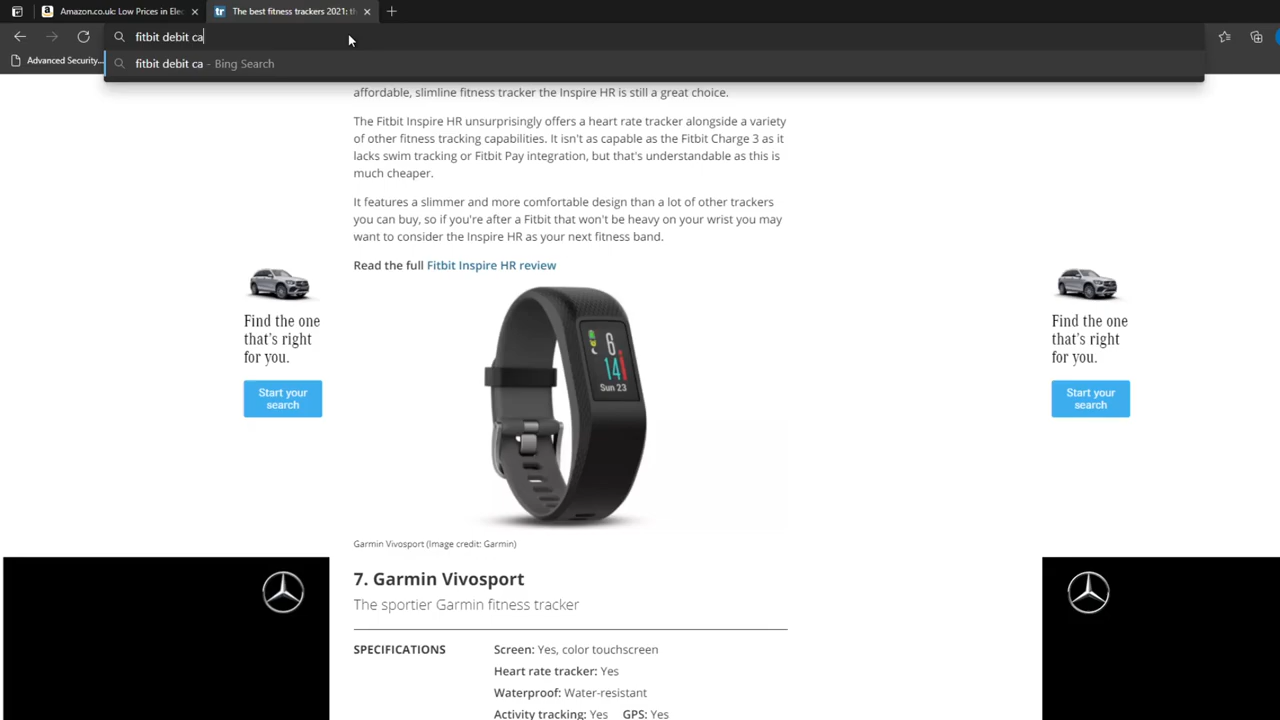 Amazon.co.uk: Low Prices in Elec
tr The best fitness trackers 2021: th
fitbit debit ca
Advanced Security...
fitbit debit ca - Bing Search
affordable, slimline fitness tracker the Inspire HR is still a great choice.
The Fitbit Inspire HR unsurprisingly offers a heart rate tracker alongside a variety
of other fitness tracking capabilities. It isn't as capable as the Fitbit Charge 3 as it
lacks swim tracking or Fitbit Pay integration, but that's understandable as this is
much cheaper.
It features a slimmer and more comfortable design than a lot of other trackers
you can buy, so if you're after a Fitbit that won't be heavy on your wrist you may
want to consider the Inspire HR as your next fitness band.
Read the full Fitbit Inspire HR review
Find the one
that's right
for you.
Start your
search
6
14
Sun 23
Find the one
that's right
for you.
Start your
search
Garmin Vivosport (Image credit: Garmin)
7. Garmin Vivosport
The sportier Garmin fitness tracker
SPECIFICATIONS
Screen: Yes, color touchscreen
Heart rate tracker: Yes
Waterproof: Water-resistant
Activity tracking: Yes GPS: Yes